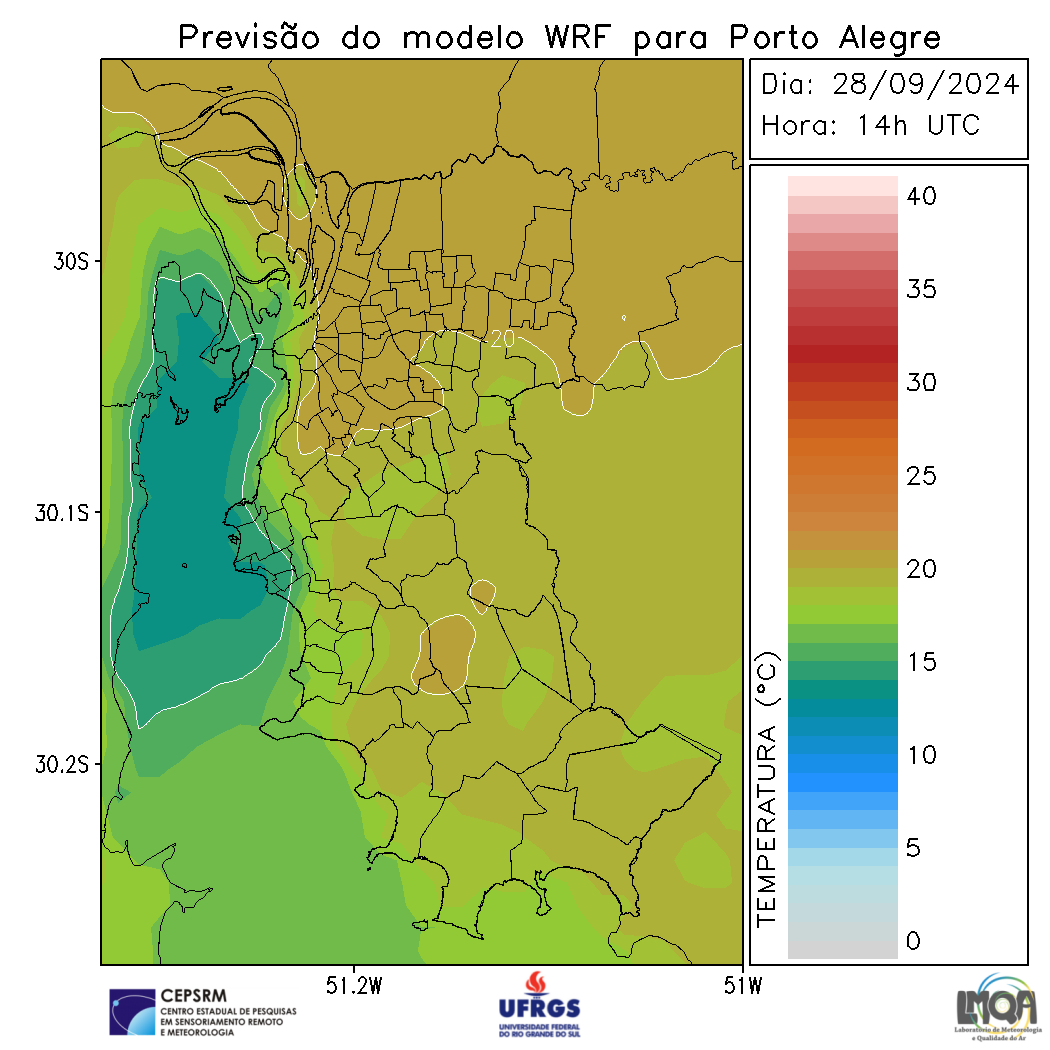 Previsão do modelo WRF para Porto Alegre
Dia: 28/09/2024
Hora: 14h UTC
40
35
30
25
20
15
10
5
0
TEMPERATURA (°C)
30S
30.1S
30.2S
20
51.2W
51W
CEPSRM
CENTRO ESTADUAL DE PESQUISAS
EM SENSORIAMENTO REMOTO
E METEOROLOGIA
UFRGS
UNIVERSIDADE FEDERAL
DO RIO GRANDE DO SUL
LMQA
Laboratório de Meteorologia
e Qualidade do Ar